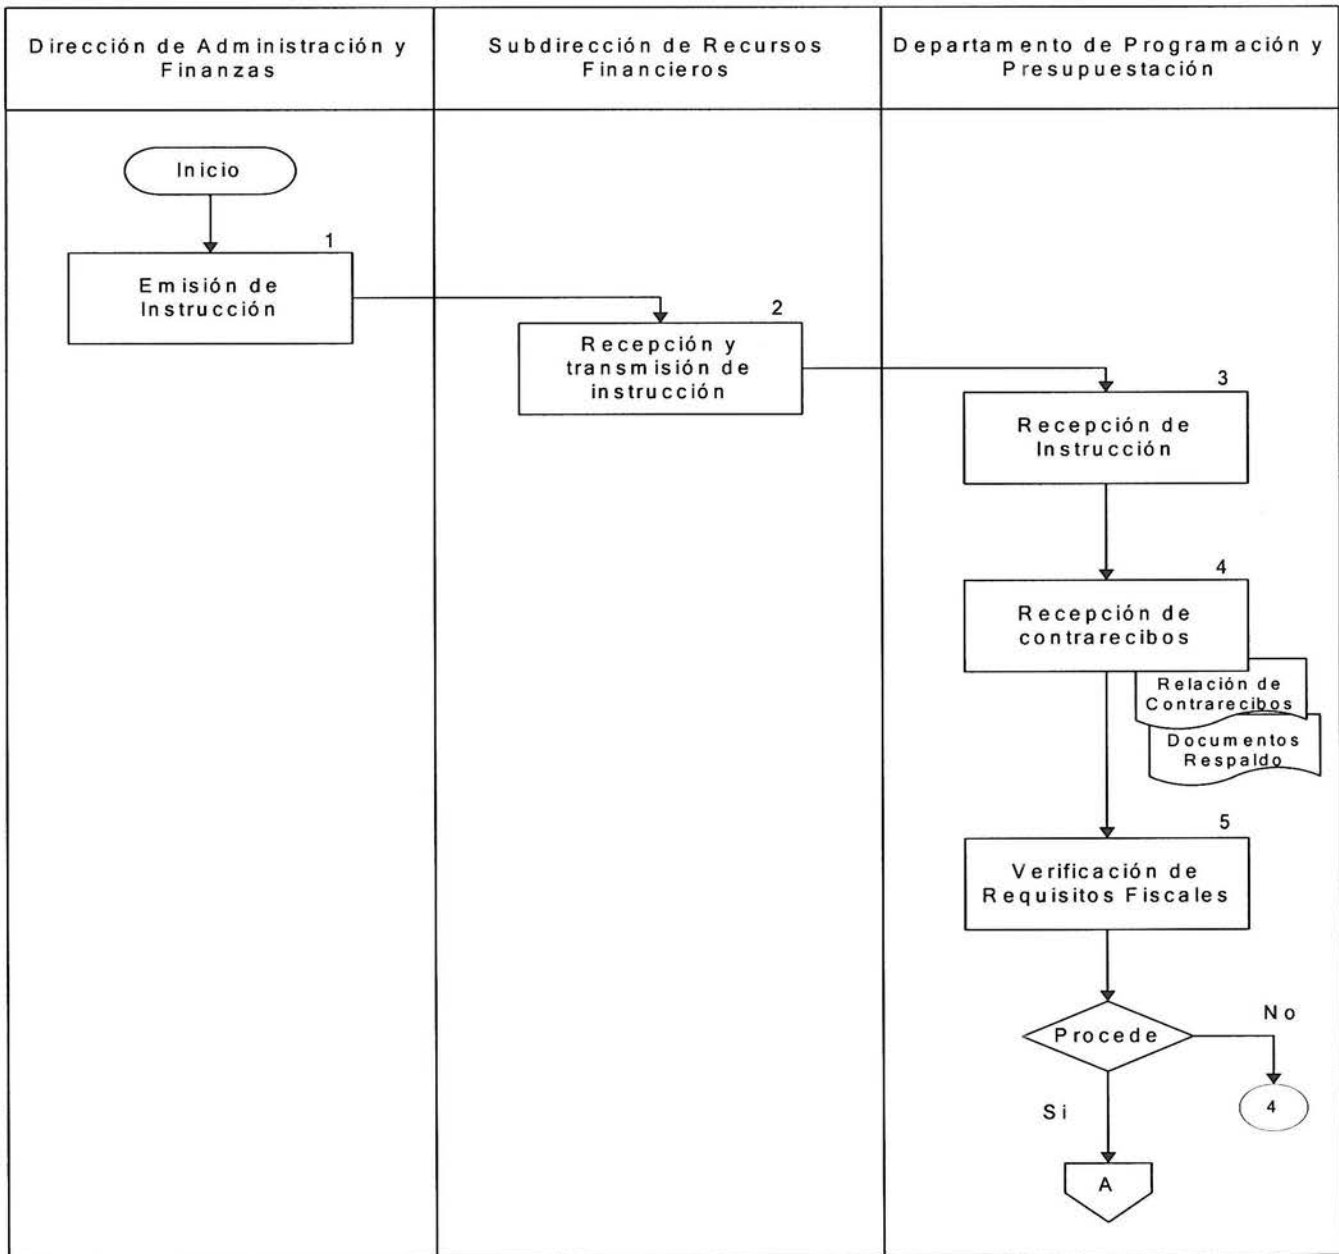 Dirección de Administración y
Finanzas
Subdirección de Recursos
Financieros
Departamento de Programación y
Presupuestación
Inicio
1
Emisión de
Instrucción
2
Recepción y
transmisión de
instrucción
3
Recepción de
Instrucción
4
Recepción de
contrarecibos
Relación de
Contrarecibos
Documentos
Respaldo
5
Verificación de
Requisitos Fiscales
Procede
No
4
Si
A